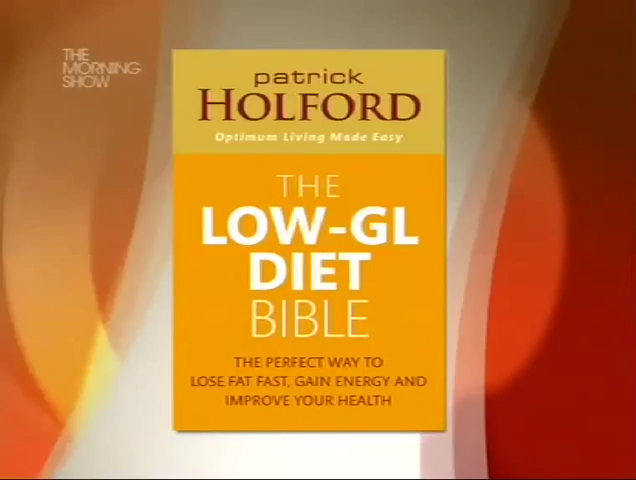 THE
MORNING
SHOW
patrick
HOLFORD
Optimum Living Made Easy
THE
LOW-GL
DIET
BIBLE
THE PERFECT WAY TO
LOSE FAT FAST, GAIN ENERGY AND
IMPROVE YOUR HEALTH